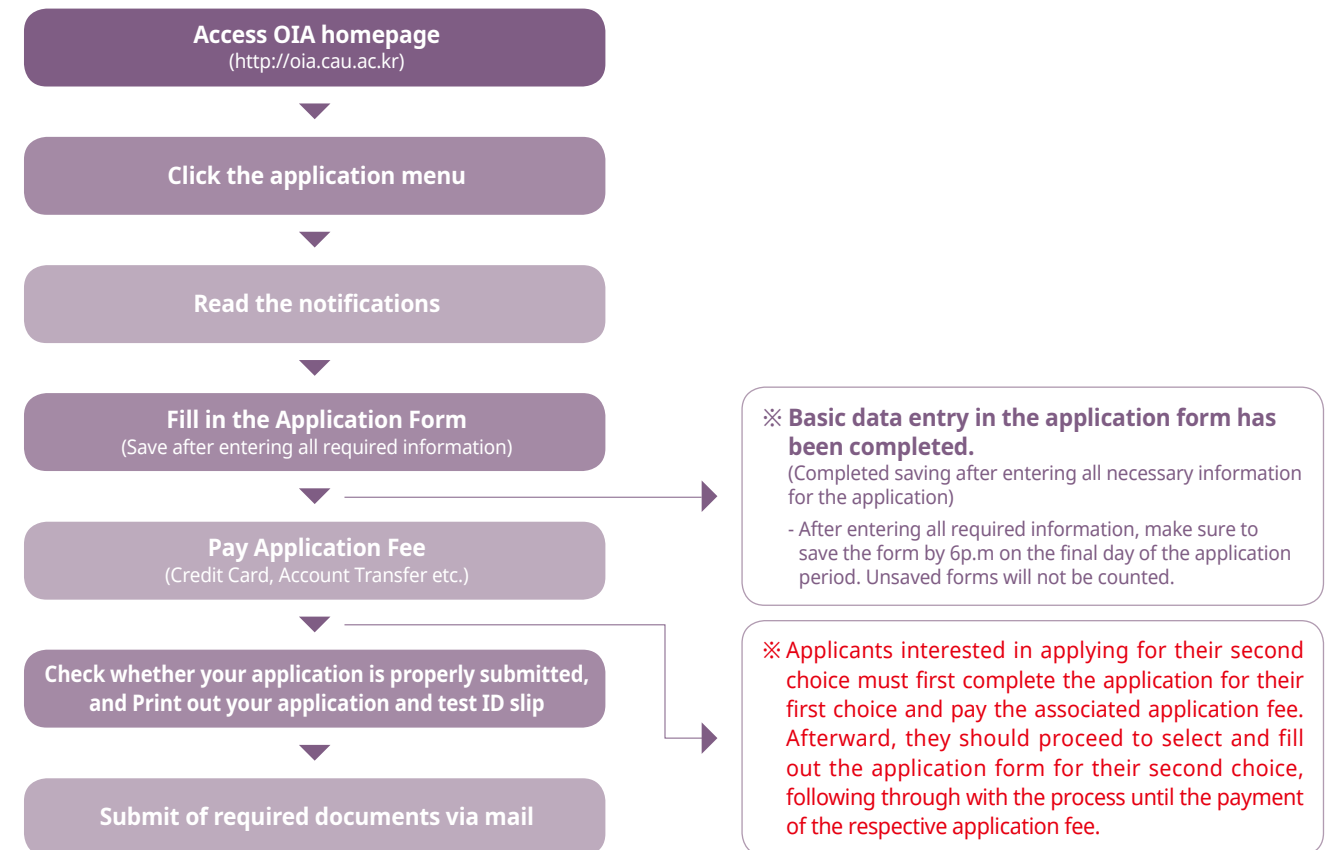 Access OIA homepage
(http://oia.cau.ac.kr)
Click the application menu
Read the notifications
Fill in the Application Form
(Save after entering all required information)
Pay Application Fee
(Credit Card, Account Transfer etc.)
Check whether your application is properly submitted,
and Print out your application and test ID slip
Submit of required documents via mail
※ Basic data entry in the application form has
been completed.
(Completed saving after entering all necessary information
for the application)
- After entering all required information, make sure to
save the form by 6p.m on the final day of the application
period. Unsaved forms will not be counted.
※ Applicants interested in applying for their second
choice must first complete the application for their
first choice and pay the associated application fee.
Afterward, they should proceed to select and fill
out the application form for their second choice,
following through with the process until the payment
of the respective application fee.